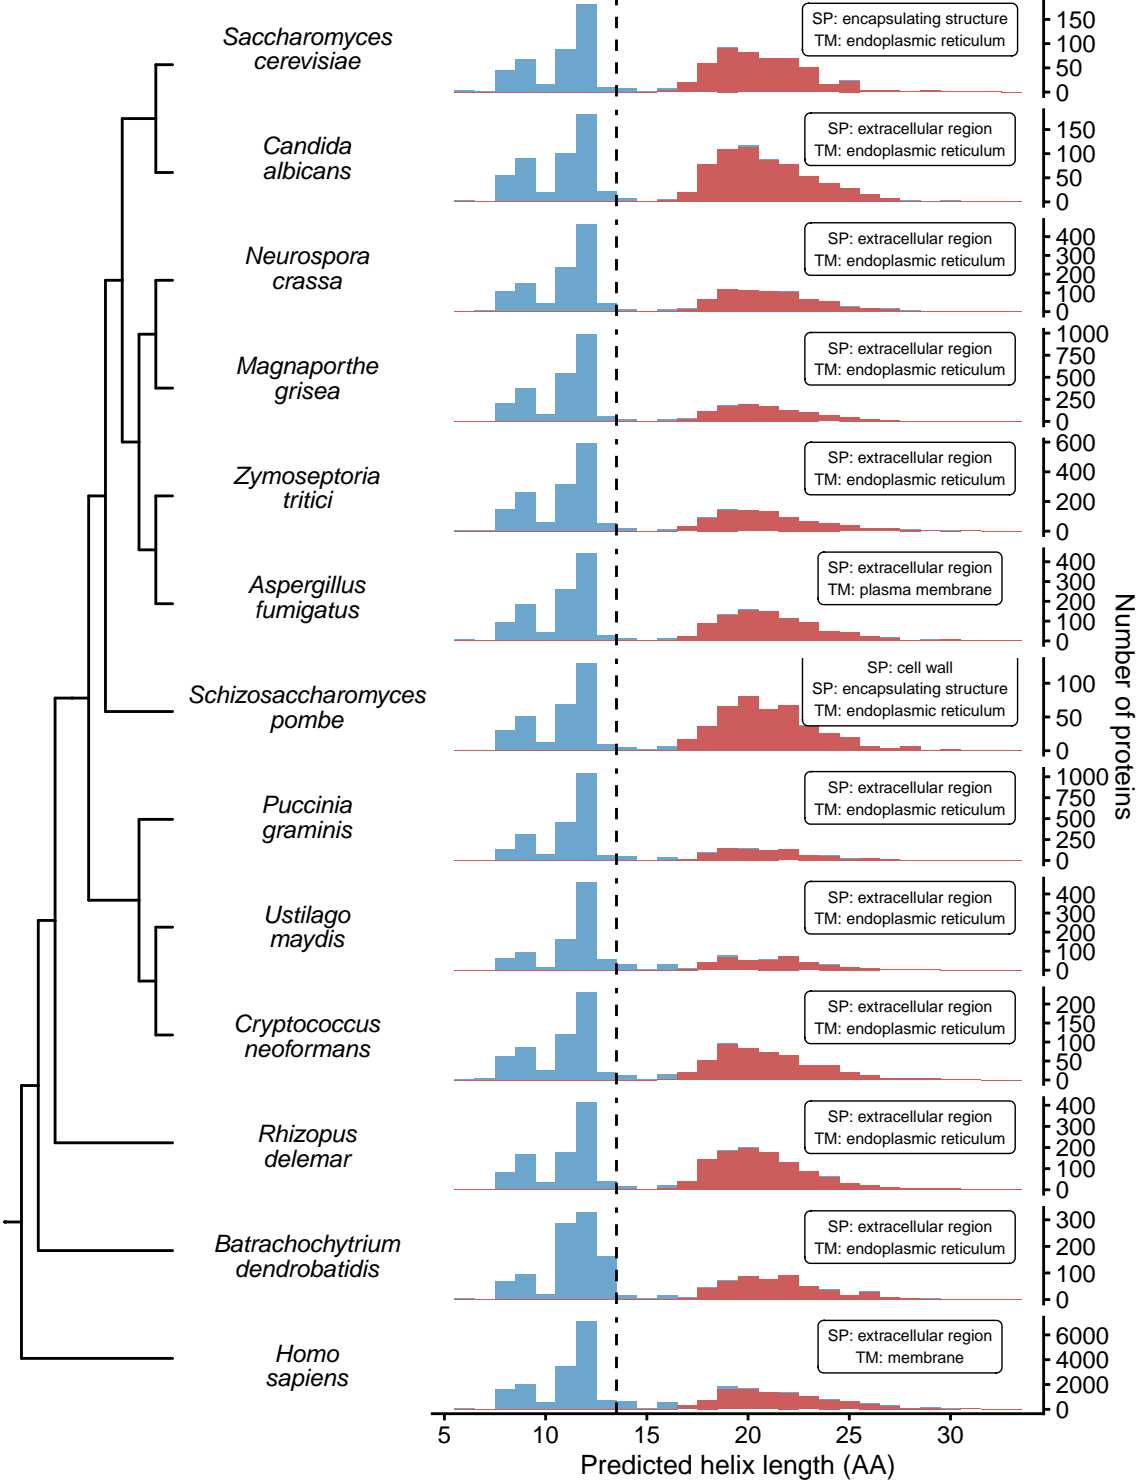 Saccharomyces
cerevisiae
SP: encapsulating structure
TM: endoplasmic reticulum
150
100
50
0
Candida
albicans
SP: extracellular region
TM: endoplasmic reticulum
150
100
50
0
Neurospora
crassa
SP: extracellular region
TM: endoplasmic reticulum
400
300
200
100
0
Magnaporthe
grisea
SP: extracellular region
TM: endoplasmic reticulum
1000
750
500
250
0
Zymoseptoria
tritici
SP: extracellular region
TM: endoplasmic reticulum
600
400
200
0
Aspergillus
fumigatus
SP: extracellular region
TM: plasma membrane
400
300
200
100
0
Schizosaccharomyces
pombe
SP: cell wall
SP: encapsulating structure
TM: endoplasmic reticulum
100
50
0
Puccinia
graminis
SP: extracellular region
TM: endoplasmic reticulum
1000
750
500
250
0
Ustilago
maydis
SP: extracellular region
TM: endoplasmic reticulum
400
300
200
100
0
Cryptococcus
neoformans
SP: extracellular region
TM: endoplasmic reticulum
200
150
100
50
0
Rhizopus
delemar
SP: extracellular region
TM: endoplasmic reticulum
400
300
200
100
0
Batrachochytrium
dendrobatidis
SP: extracellular region
TM: endoplasmic reticulum
300
200
100
0
Homo
sapiens
SP: extracellular region
TM: membrane
6000
4000
2000
0
Number of proteins
5 10 15 20 25 30
Predicted helix length (AA)